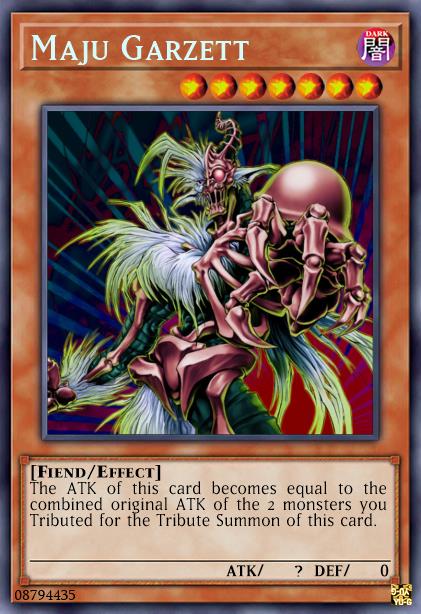 Maju Garzett
DARK
闇
[Fiend/Effect]
The ATK of this card becomes equal to the
combined original ATK of the 2 monsters you
Tributed for the Tribute Summon of this card.
ATK/ ? DEF/ 0
08794435